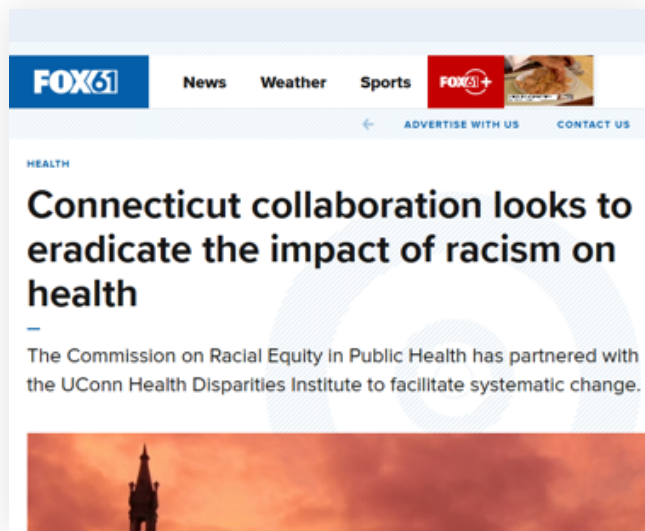 FOX61 News Weather Sports FOX61+
ADVERTISE WITH US CONTACT US
HEALTH
Connecticut collaboration looks to
eradicate the impact of racism on
health
The Commission on Racial Equity in Public Health has partnered with
the UConn Health Disparities Institute to facilitate systematic change.